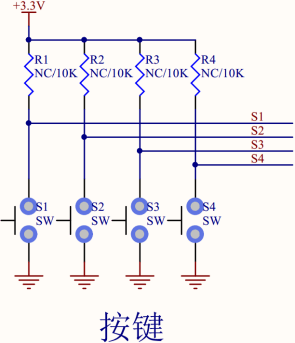 +3.3V
R1 R2 R3 R4
NC/10K NC/10K NC/10K NC/10K
S1
S2
S3
S4
S1 S2 S3 S4
SW SW SW SW
按键